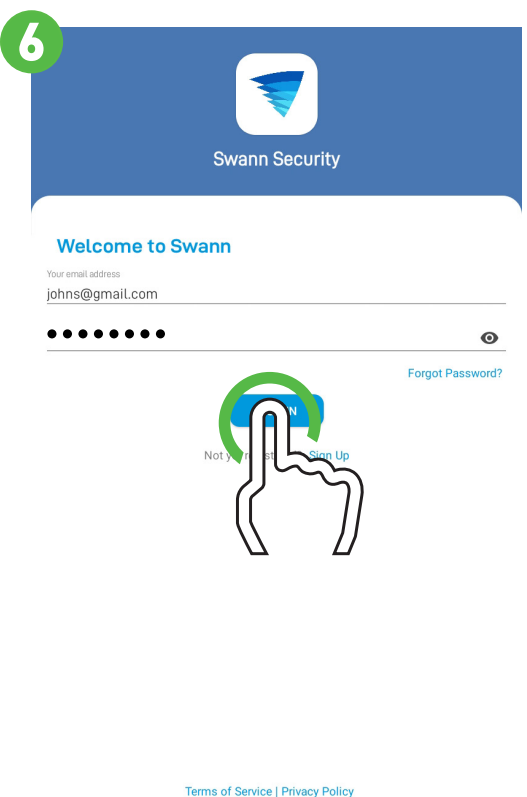 6
Swann Security
Welcome to Swann
Your email address
johns@gmail.com
••••••••
Forgot Password?
Not Sign Up
Terms of Service | Privacy Policy